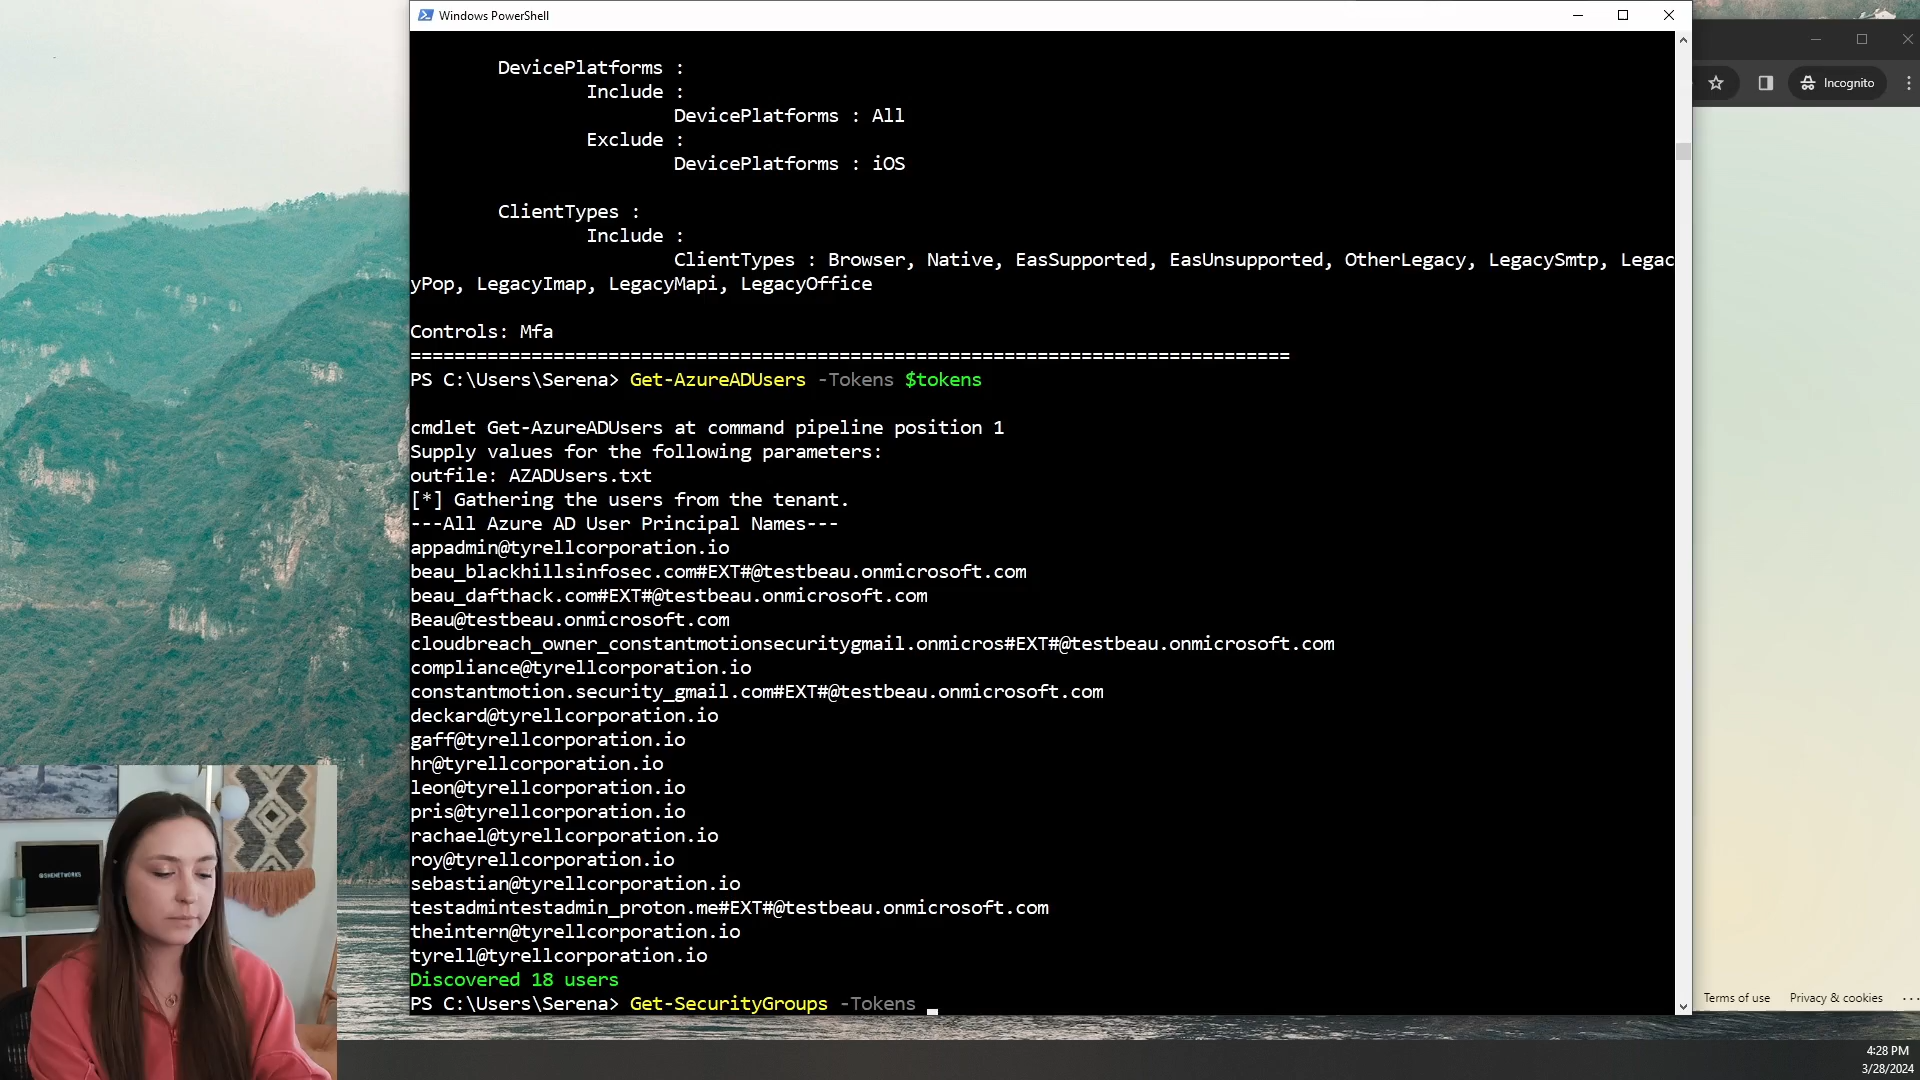 Windows PowerShell
DevicePlatforms :
Include :
DevicePlatforms : All
Exclude :
DevicePlatforms : iOS
ClientTypes :
Include :
ClientTypes : Browser, Native, EasSupported, EasUnsupported, OtherLegacy, LegacySmtp, Legac
yPop, LegacyImap, LegacyMapi, LegacyOffice
Controls: Mfa
================================================================================
PS C:\Users\Serena> Get-AzureADUsers -Tokens $tokens
cmdlet Get-AzureADUsers at command pipeline position 1
Supply values for the following parameters:
outfile: AZADUsers.txt
[*] Gathering the users from the tenant.
---All Azure AD User Principal Names---
appadmin@tyrellcorporation.io
beau_blackhillsinfosec.com#EXT#@testbeau.onmicrosoft.com
beau_dafthack.com#EXT#@testbeau.onmicrosoft.com
Beau@testbeau.onmicrosoft.com
cloudbreach_owner_constantmotionsecuritygmail.onmicros#EXT#@testbeau.onmicrosoft.com
compliance@tyrellcorporation.io
constantmotion.security_gmail.com#EXT#@testbeau.onmicrosoft.com
deckard@tyrellcorporation.io
gaff@tyrellcorporation.io
hr@tyrellcorporation.io
leon@tyrellcorporation.io
pris@tyrellcorporation.io
rachael@tyrellcorporation.io
roy@tyrellcorporation.io
sebastian@tyrellcorporation.io
testadmintestadmin_proton.me#EXT#@testbeau.onmicrosoft.com
theintern@tyrellcorporation.io
tyrell@tyrellcorporation.io
Discovered 18 users
PS C:\Users\Serena> Get-SecurityGroups -Tokens
Incognito
Terms of use Privacy & cookies ...
@SHENETWORKS
4:28 PM
3/28/2024